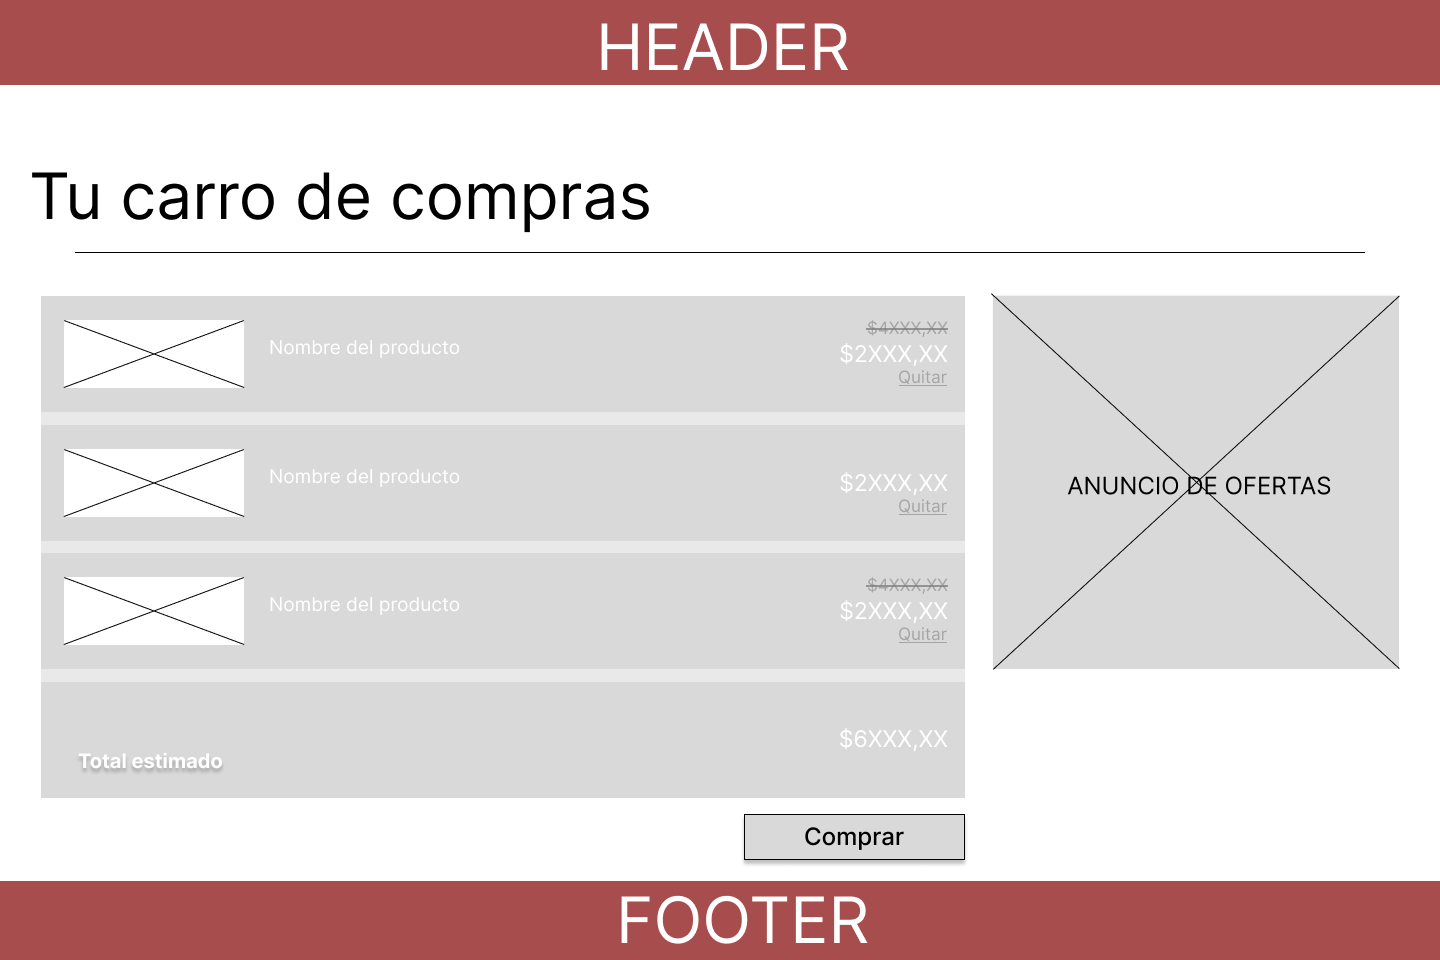 HEADER
Tu carro de compras
Nombre del producto
$4XXX,XX
$2XXX,XX
Quitar
Nombre del producto
$2XXX,XX
Quitar
Nombre del producto
$4XXX,XX
$2XXX,XX
Quitar
ANUNCIO DE OFERTAS
Total estimado
$6XXX,XX
Comprar
FOOTER